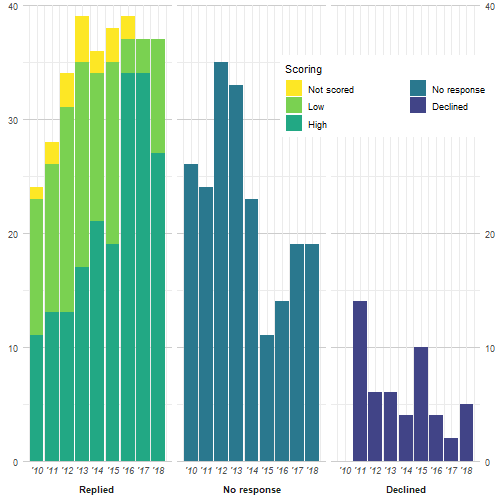 40 40
Scoring
Not scored No response
Low Declined
High
30 30
20 20
10 10
0 0
'10 '11 '12 '13 '14 '15 '16 '17 '18 '10 '11 '12 '13 '14 '15 '16 '17 '18 '10 '11 '12 '13 '14 '15 '16 '17 '18
Replied No response Declined